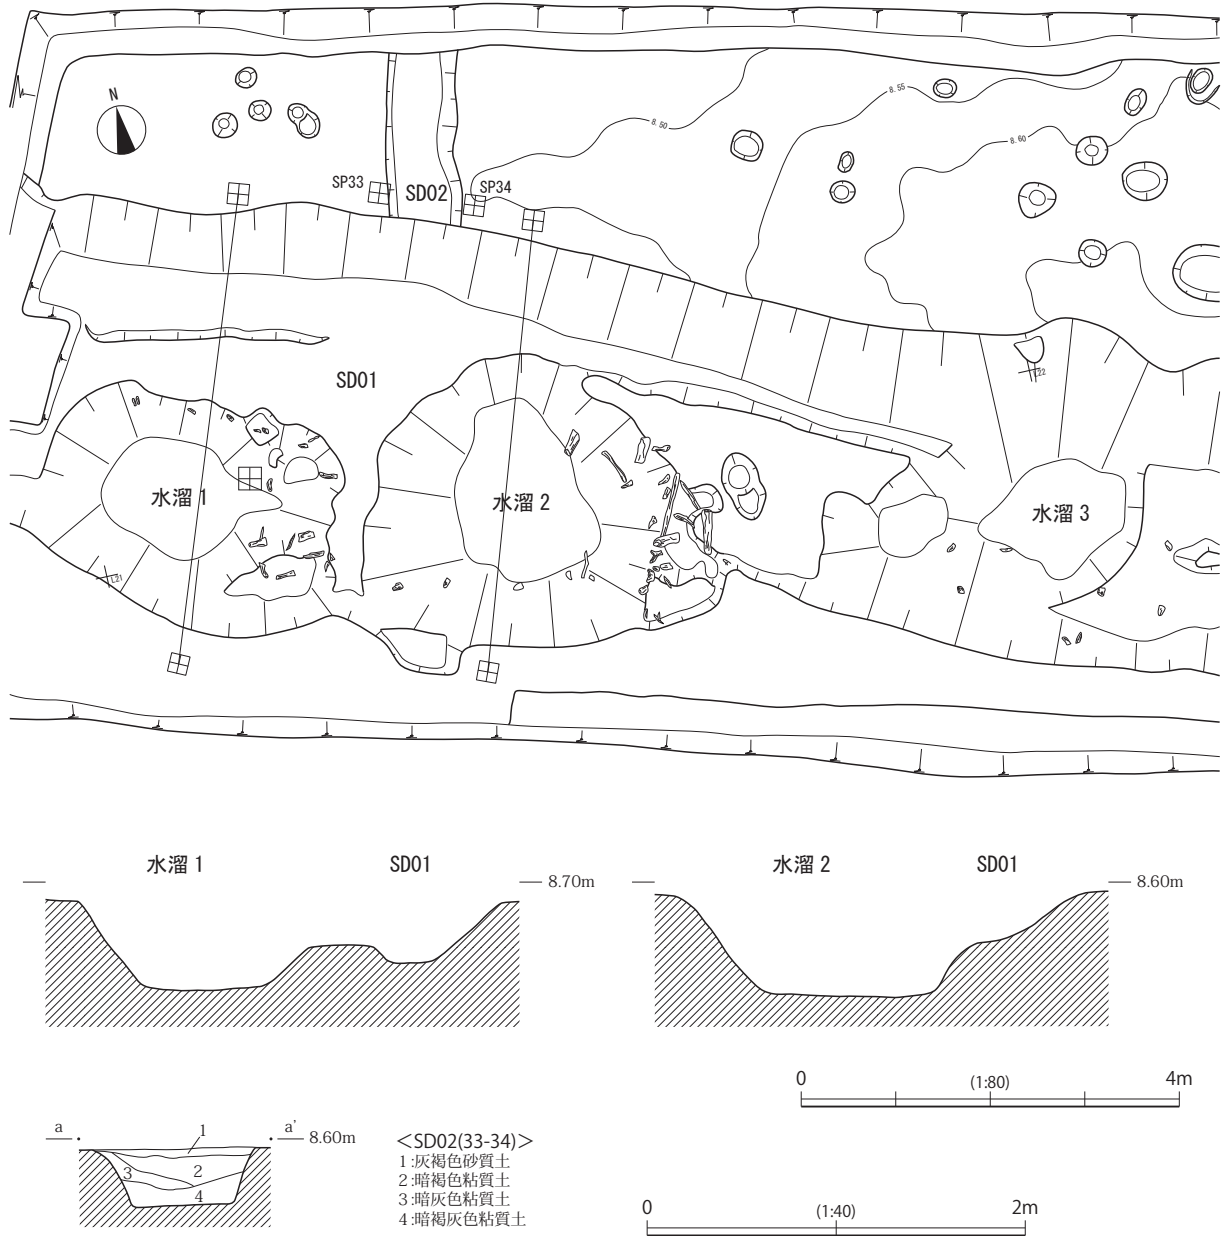 N
8.50
8.55
8.60
SP33
SD02
SP34
L22
SD01
水溜 1
水溜 2
水溜 3
L21
水溜 1
SD01
8.70m
水溜 2
SD01
8.60m
0
(1:80)
4m
a
a'
8.60m
1
2
3
4
<SD02(33-34)>
1:灰褐色砂質土
2:暗褐色粘質土
3:暗灰色粘質土
4:暗褐灰色粘質土
0
(1:40)
2m